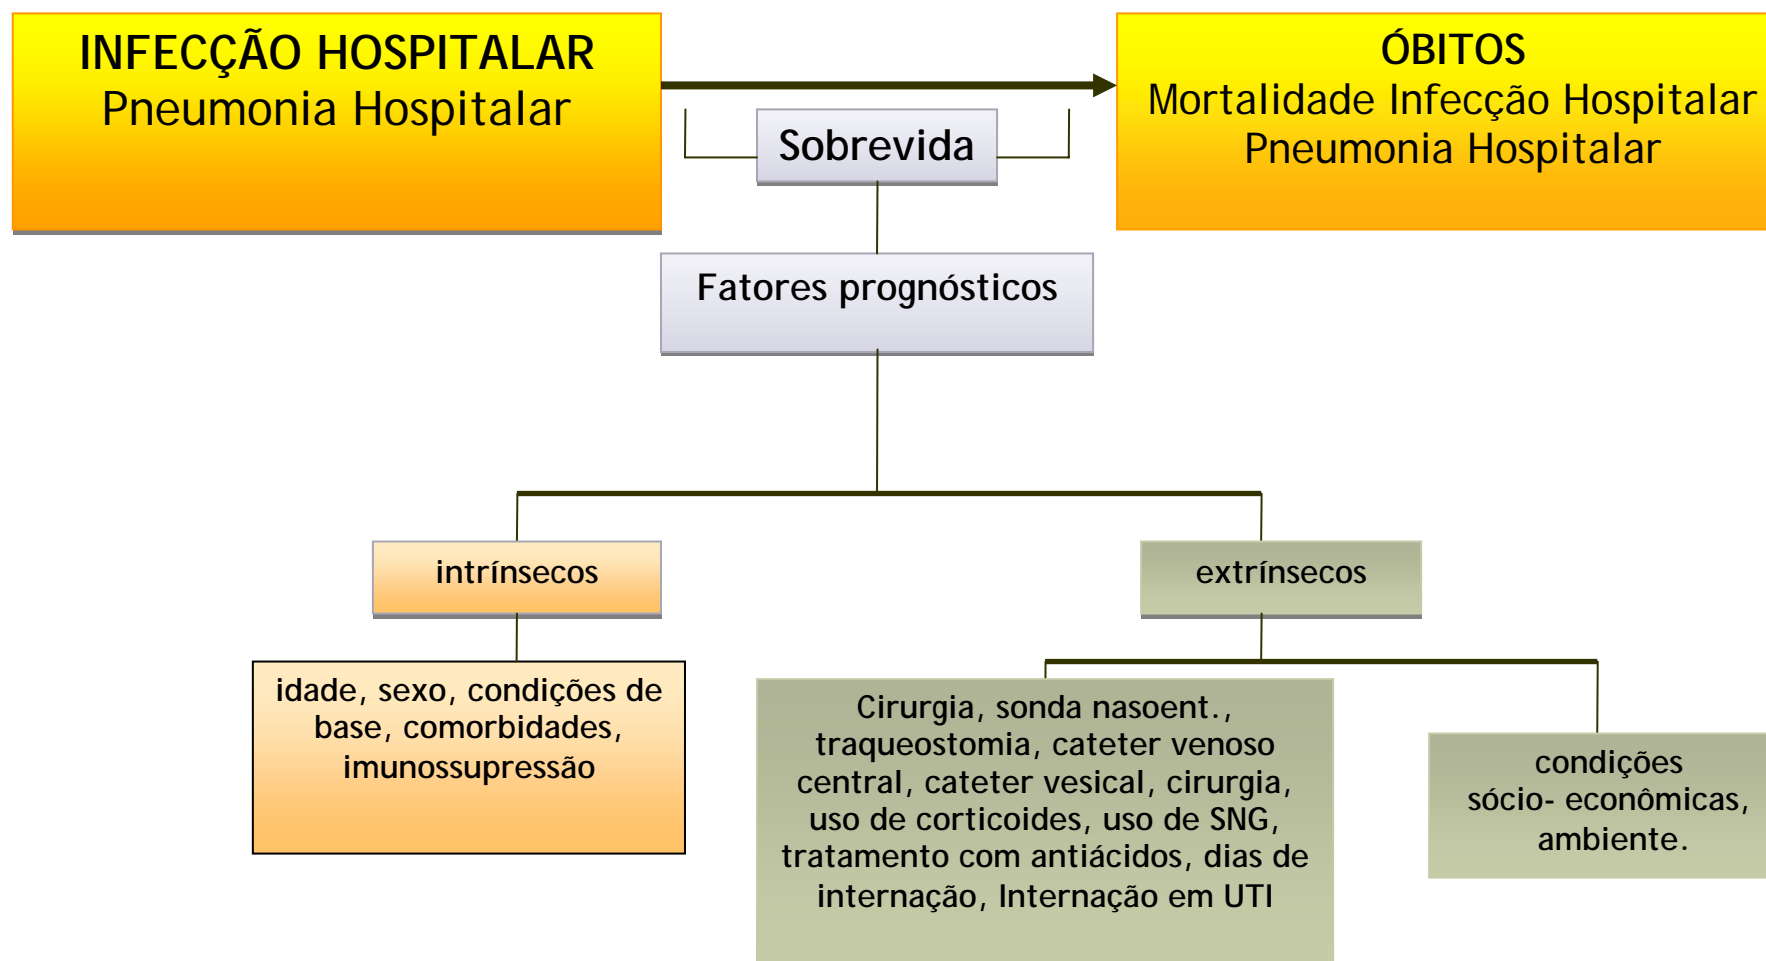 INFECÇÃO HOSPITALAR
Pneumonia Hospitalar
ÓBITOS
Mortalidade Infecção Hospitalar
Pneumonia Hospitalar
Sobrevida
Fatores prognósticos
intrínsecos
extrínsecos
idade, sexo, condições de
base, comorbidades,
imunossupressão
Cirurgia, sonda nasoent.,
traqueostomia, cateter venoso
central, cateter vesical, cirurgia,
uso de corticoides, uso de SNG,
tratamento com antiácidos, dias de
internação, Internação em UTI
condições
sócio- econômicas,
ambiente.